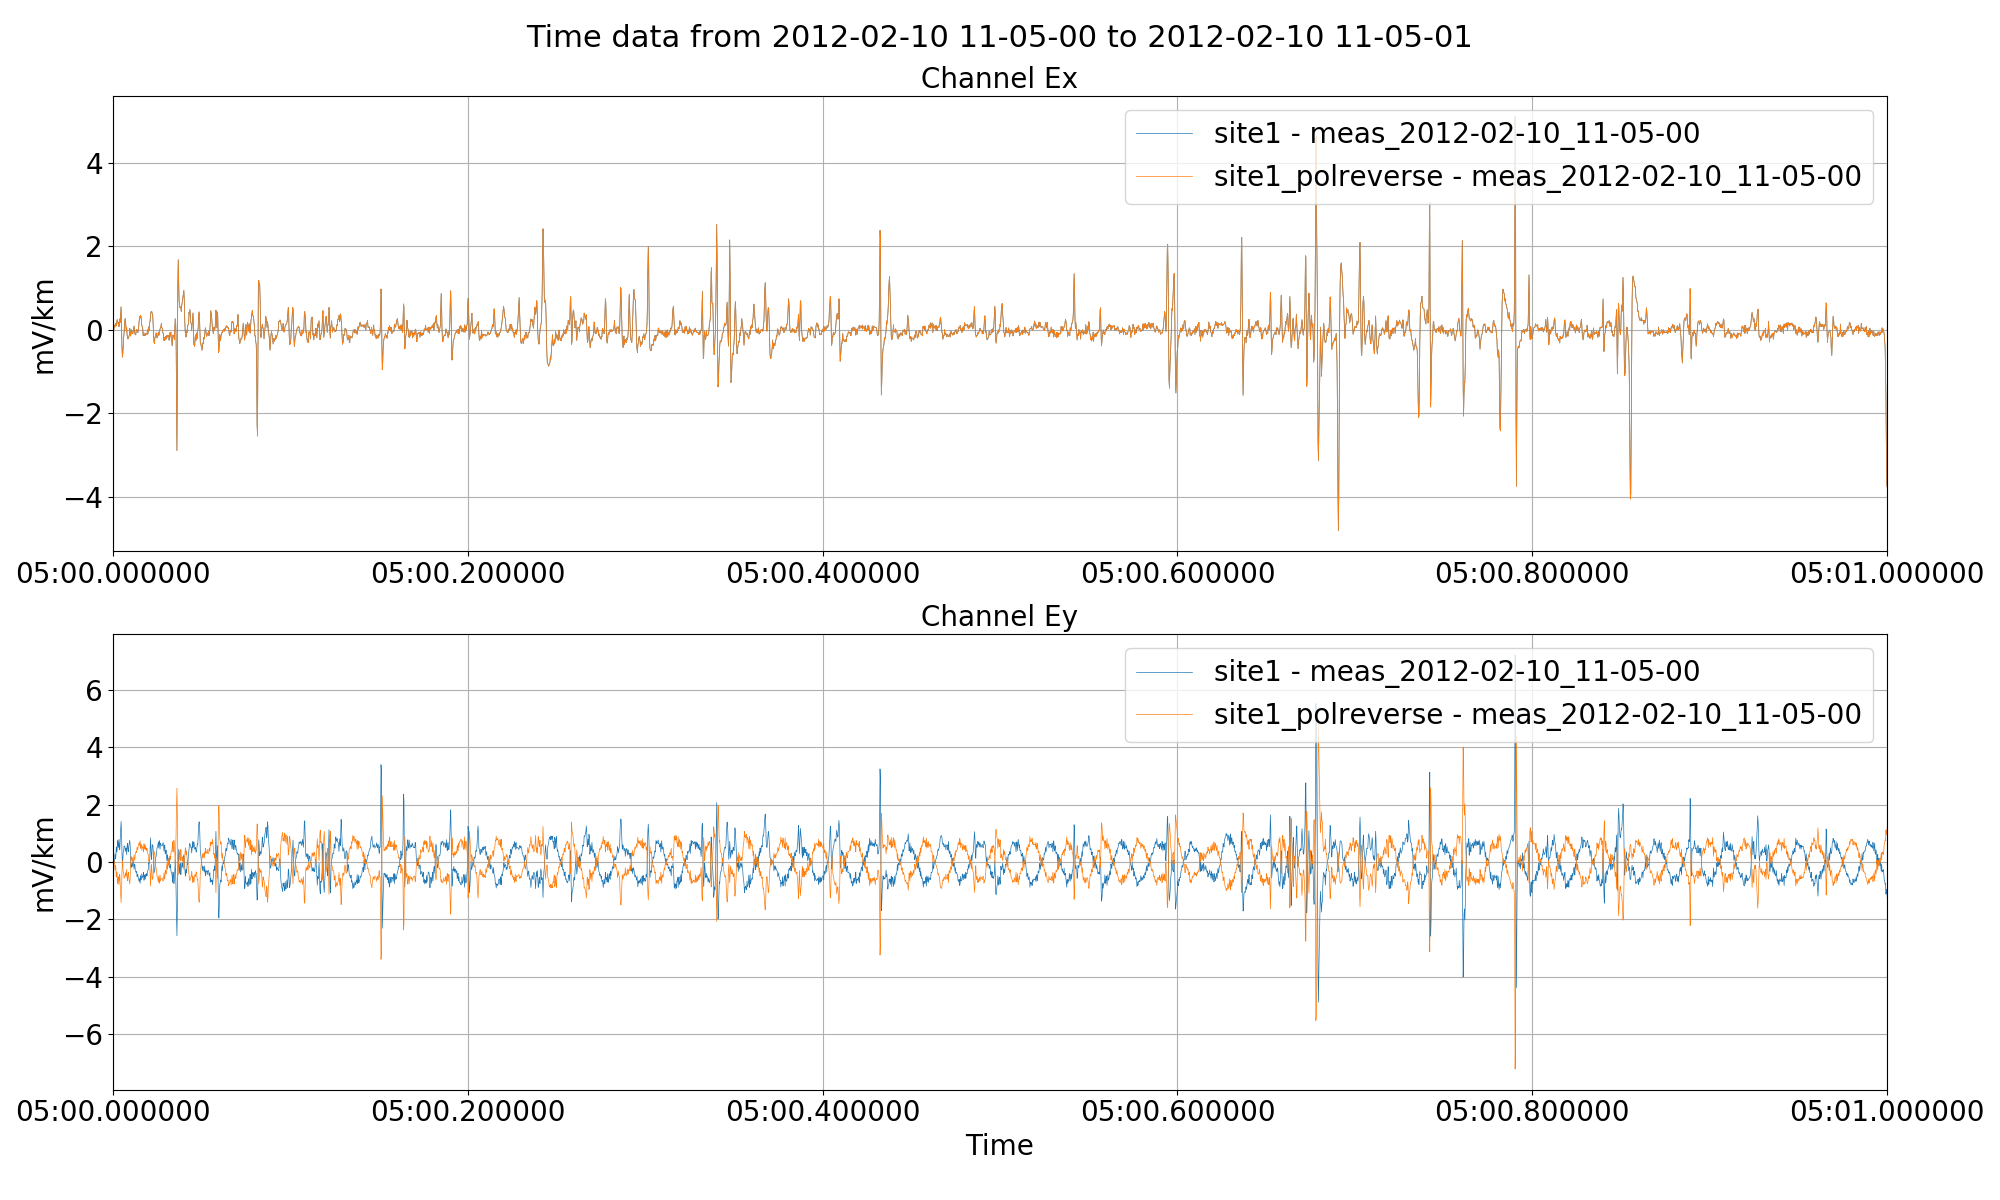 Time data from 2012-02-10 11-05-00 to 2012-02-10 11-05-01
Channel Ex
site1 - meas_2012-02-10_11-05-00
site1_polreverse - meas_2012-02-10_11-05-00
4
2
0
−2
−4
mV/km
05:00.000000 05:00.200000 05:00.400000 05:00.600000 05:00.800000 05:01.000000
Channel Ey
site1 - meas_2012-02-10_11-05-00
site1_polreverse - meas_2012-02-10_11-05-00
6
4
2
0
−2
−4
−6
mV/km
05:00.000000 05:00.200000 05:00.400000 05:00.600000 05:00.800000 05:01.000000
Time